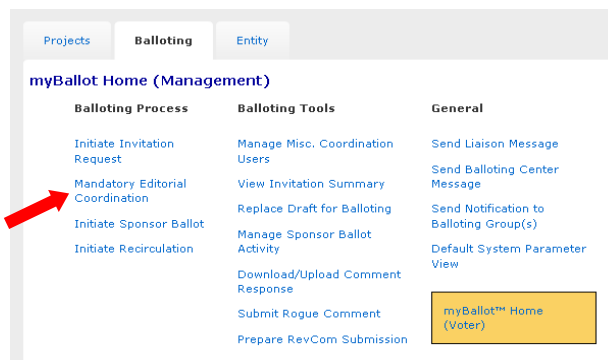 Projects
Balloting
Entity
myBallot Home (Management)
Balloting Process
Initiate Invitation
Request
Mandatory Editorial
Coordination
Initiate Sponsor Ballot
Initiate Recirculation
Balloting Tools
Manage Misc. Coordination
Users
View Invitation Summary
Replace Draft for Balloting
Manage Sponsor Ballot
Activity
Download/Upload Comment
Response
Submit Rogue Comment
Prepare RevCom Submission
General
Send Liaison Message
Send Balloting Center
Message
Send Notification to
Balloting Group(s)
Default System Parameter
View
myBallot™ Home
(Voter)